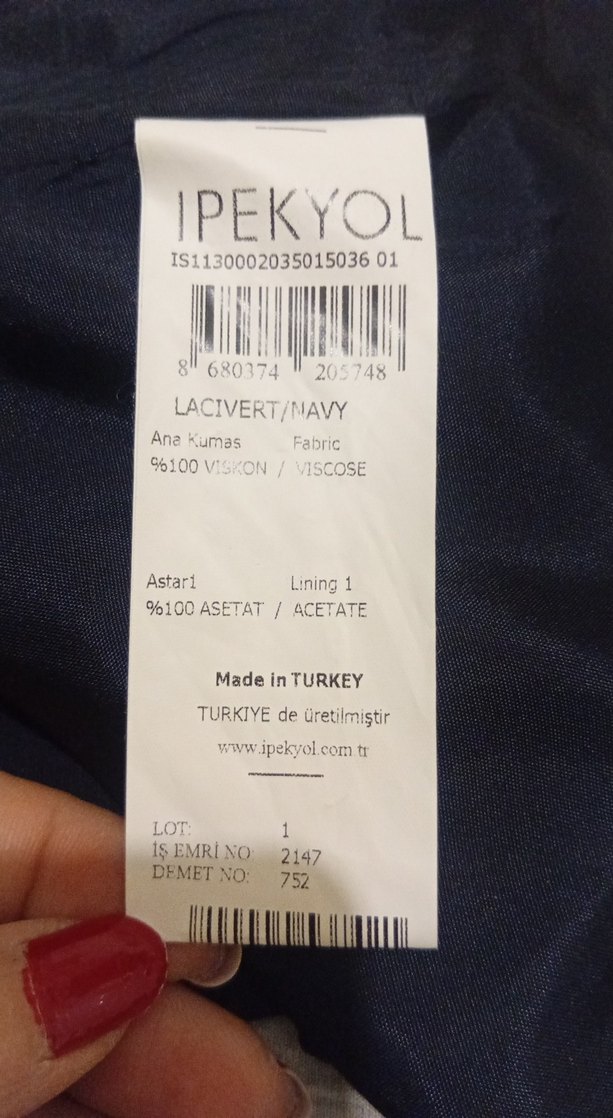 IPEKYOL
IS1130002035015036 01
8 680374 205748
LACIVERT/NAVY
Ana Kumas Fabric
%100 VISKON / VISCOSE
Astar1 Lining 1
%100 ASETAT / ACETATE
Made in TURKEY
TURKIYE de üretilmiştir
www.ipekyol.com tr
LOT: 1
İŞ EMRİ NO: 2147
DEMET NO: 752